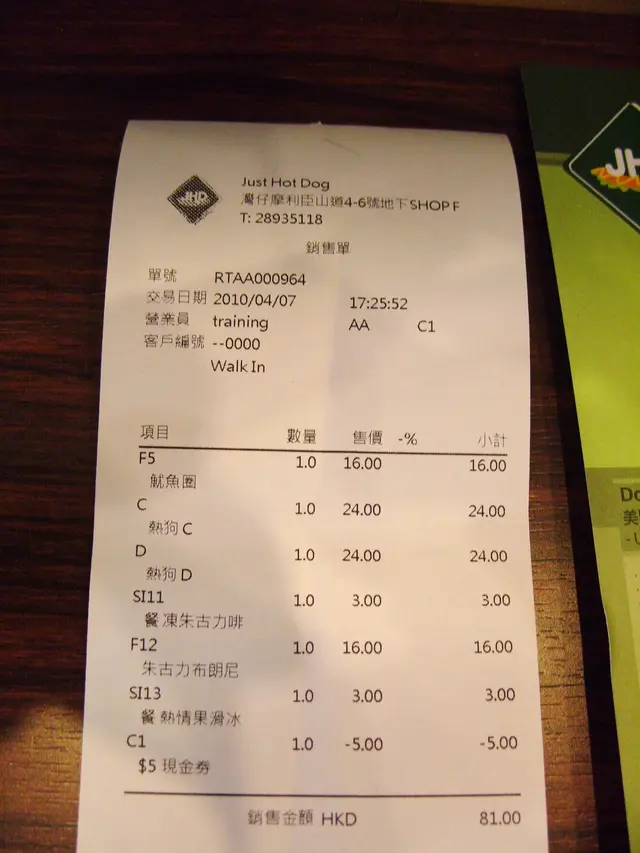 JHD
Just Hot Dog
灣仔摩利臣山道4-6號地下SHOP F
T: 28935118
銷售單
單號 RTAA000964
交易日期 2010/04/07 17:25:52
營業員 training AA C1
客戶編號 --0000
Walk In
項目 數量 售價 -% 小計
F5 1.0 16.00 16.00
魷魚圈
C 1.0 24.00 24.00
熱狗 C
D 1.0 24.00 24.00
熱狗 D
SI11 1.0 3.00 3.00
餐 凍朱古力啡
F12 1.0 16.00 16.00
朱古力布朗尼
SI13 1.0 3.00 3.00
餐 熱情果滑冰
C1 1.0 -5.00 -5.00
$5 現金券
銷售金額 HKD 81.00
JH
Do
美